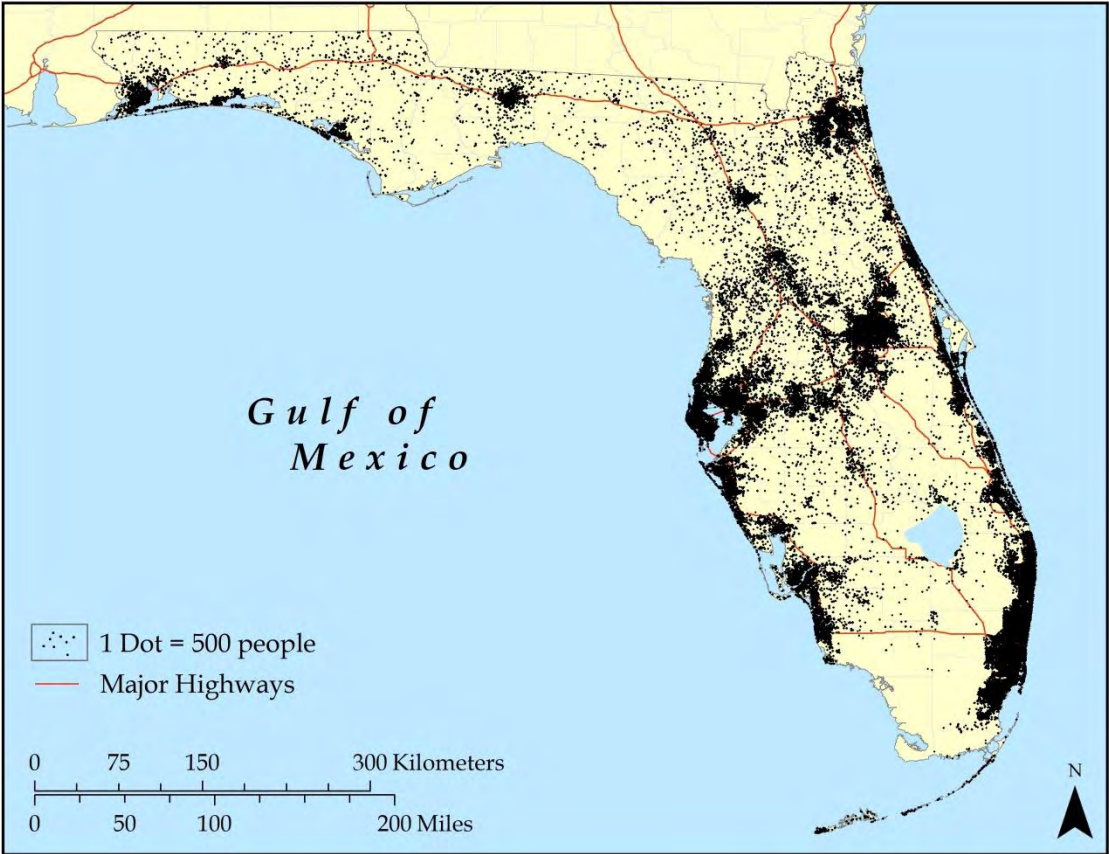 Gulf of
Mexico
1 Dot = 500 people
Major Highways
0 75 150 300 Kilometers
0 50 100 200 Miles
N